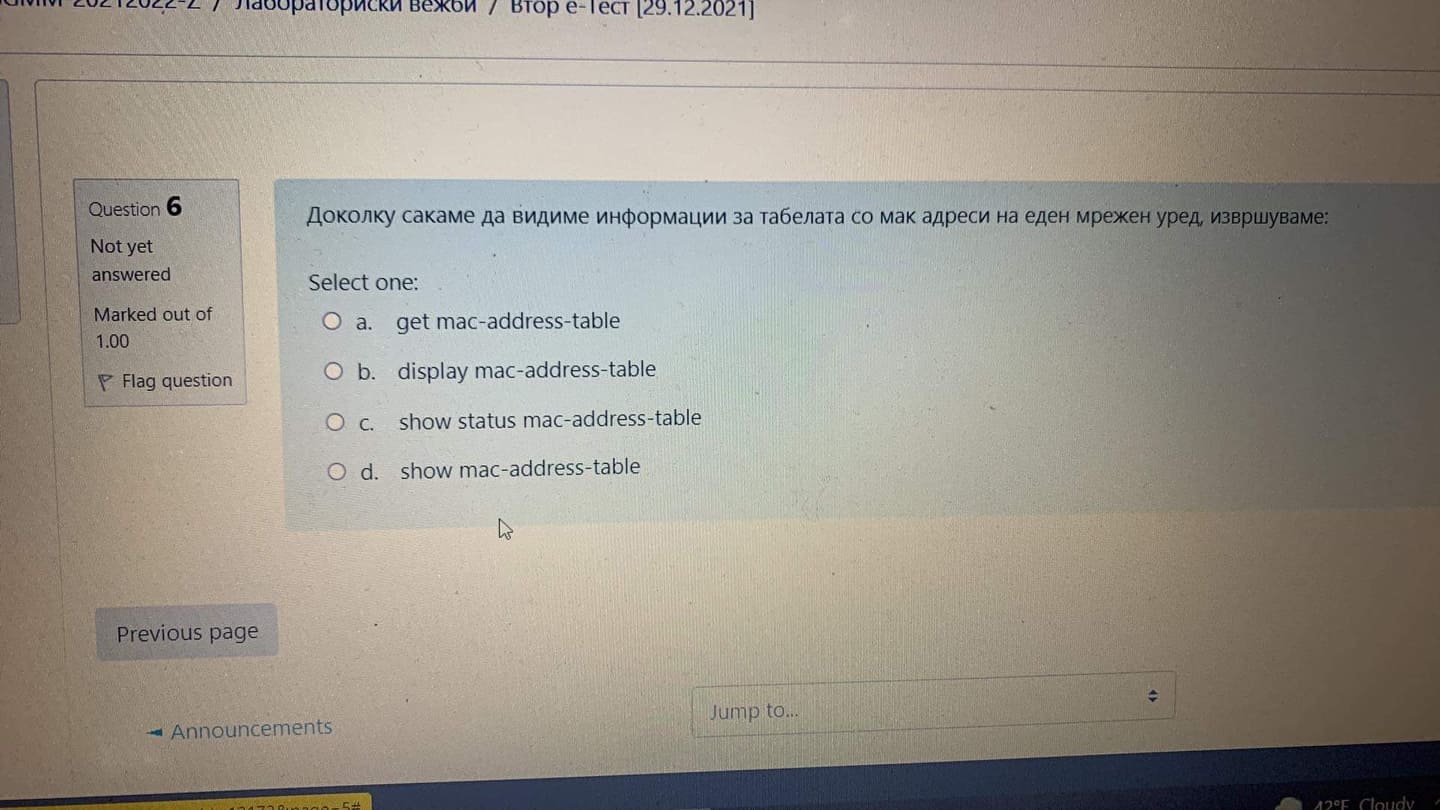 20212022-Z / Лабораториски вежби / Втор е-Тест [29.12.2021]
Question 6
Not yet
answered
Marked out of
1.00
Flag question
Доколку сакаме да видиме информации за табелата со мак адреси на еден мрежен уред, извршуваме:
Select one:
a. get mac-address-table
b. display mac-address-table
c. show status mac-address-table
d. show mac-address-table
Previous page
◄ Announcements
Jump to...
42°F Cloudy